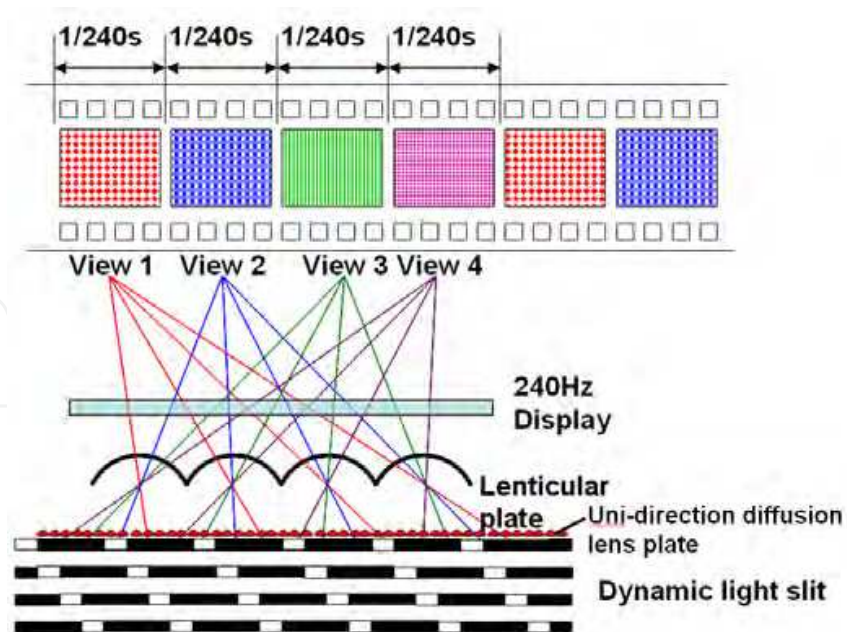 1/240s 1/240s 1/240s 1/240s
View 1 View 2 View 3 View 4
240Hz
Display
Lenticular
plate
Uni-direction diffusion
lens plate
Dynamic light slit